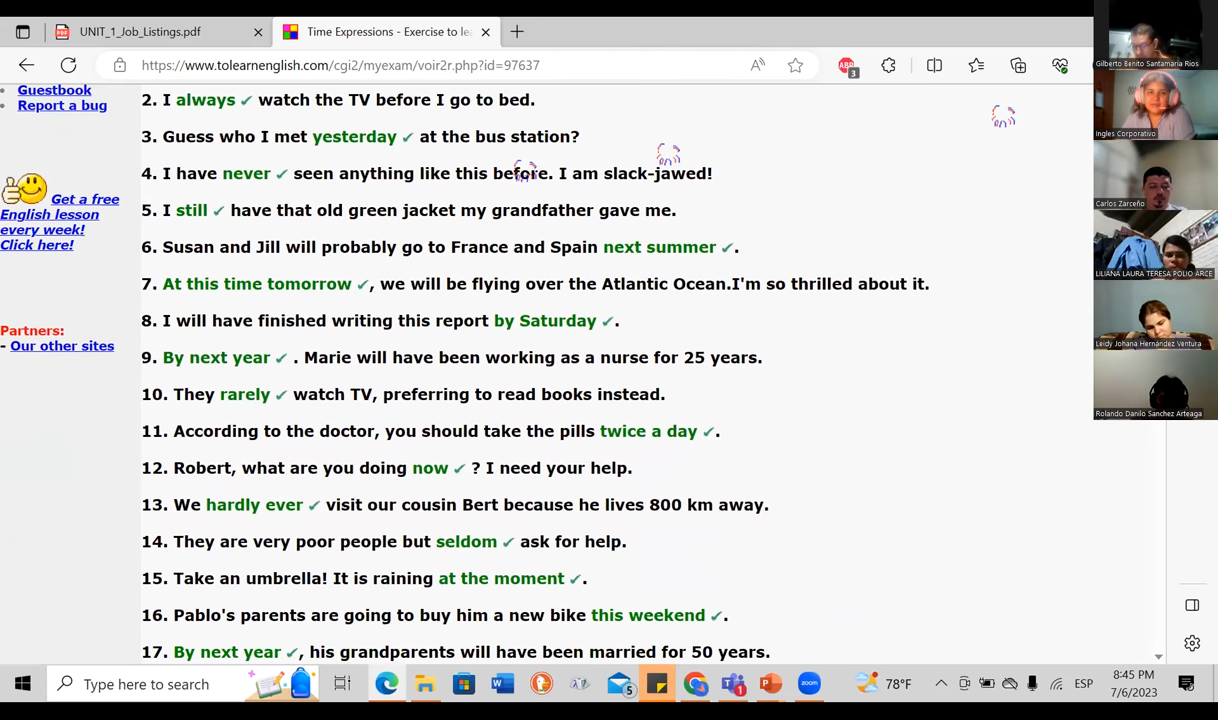 UNIT_1_Job_Listings.pdf
Time Expressions - Exercise to le
https://www.tolearnenglish.com/cgi2/myexam/voir2r.php?id=97637
ABP
3
Guestbook
Report a bug
Get a free
English lesson
every week!
Click here!
Partners:
- Our other sites
2. I always ✔ watch the TV before I go to bed.
3. Guess who I met yesterday ✔ at the bus station?
4. I have never ✔ seen anything like this before. I am slack-jawed!
5. I still ✔ have that old green jacket my grandfather gave me.
6. Susan and Jill will probably go to France and Spain next summer ✔.
7. At this time tomorrow ✔, we will be flying over the Atlantic Ocean.I'm so thrilled about it.
8. I will have finished writing this report by Saturday ✔.
9. By next year ✔ . Marie will have been working as a nurse for 25 years.
10. They rarely ✔ watch TV, preferring to read books instead.
11. According to the doctor, you should take the pills twice a day ✔.
12. Robert, what are you doing now ✔ ? I need your help.
13. We hardly ever ✔ visit our cousin Bert because he lives 800 km away.
14. They are very poor people but seldom ✔ ask for help.
15. Take an umbrella! It is raining at the moment ✔.
16. Pablo's parents are going to buy him a new bike this weekend ✔.
17. By next year ✔, his grandparents will have been married for 50 years.
Gilberto Benito Santamaria Rios
Ingles Corporativo
Carlos Zarceño
LILIANA LAURA TERESA POLIO ARCE
Leidy Johana Hernández Ventura
Rolando Danilo Sanchez Arteaga
Type here to search
5
1
zoom
78°F
ESP
8:45 PM
7/6/2023